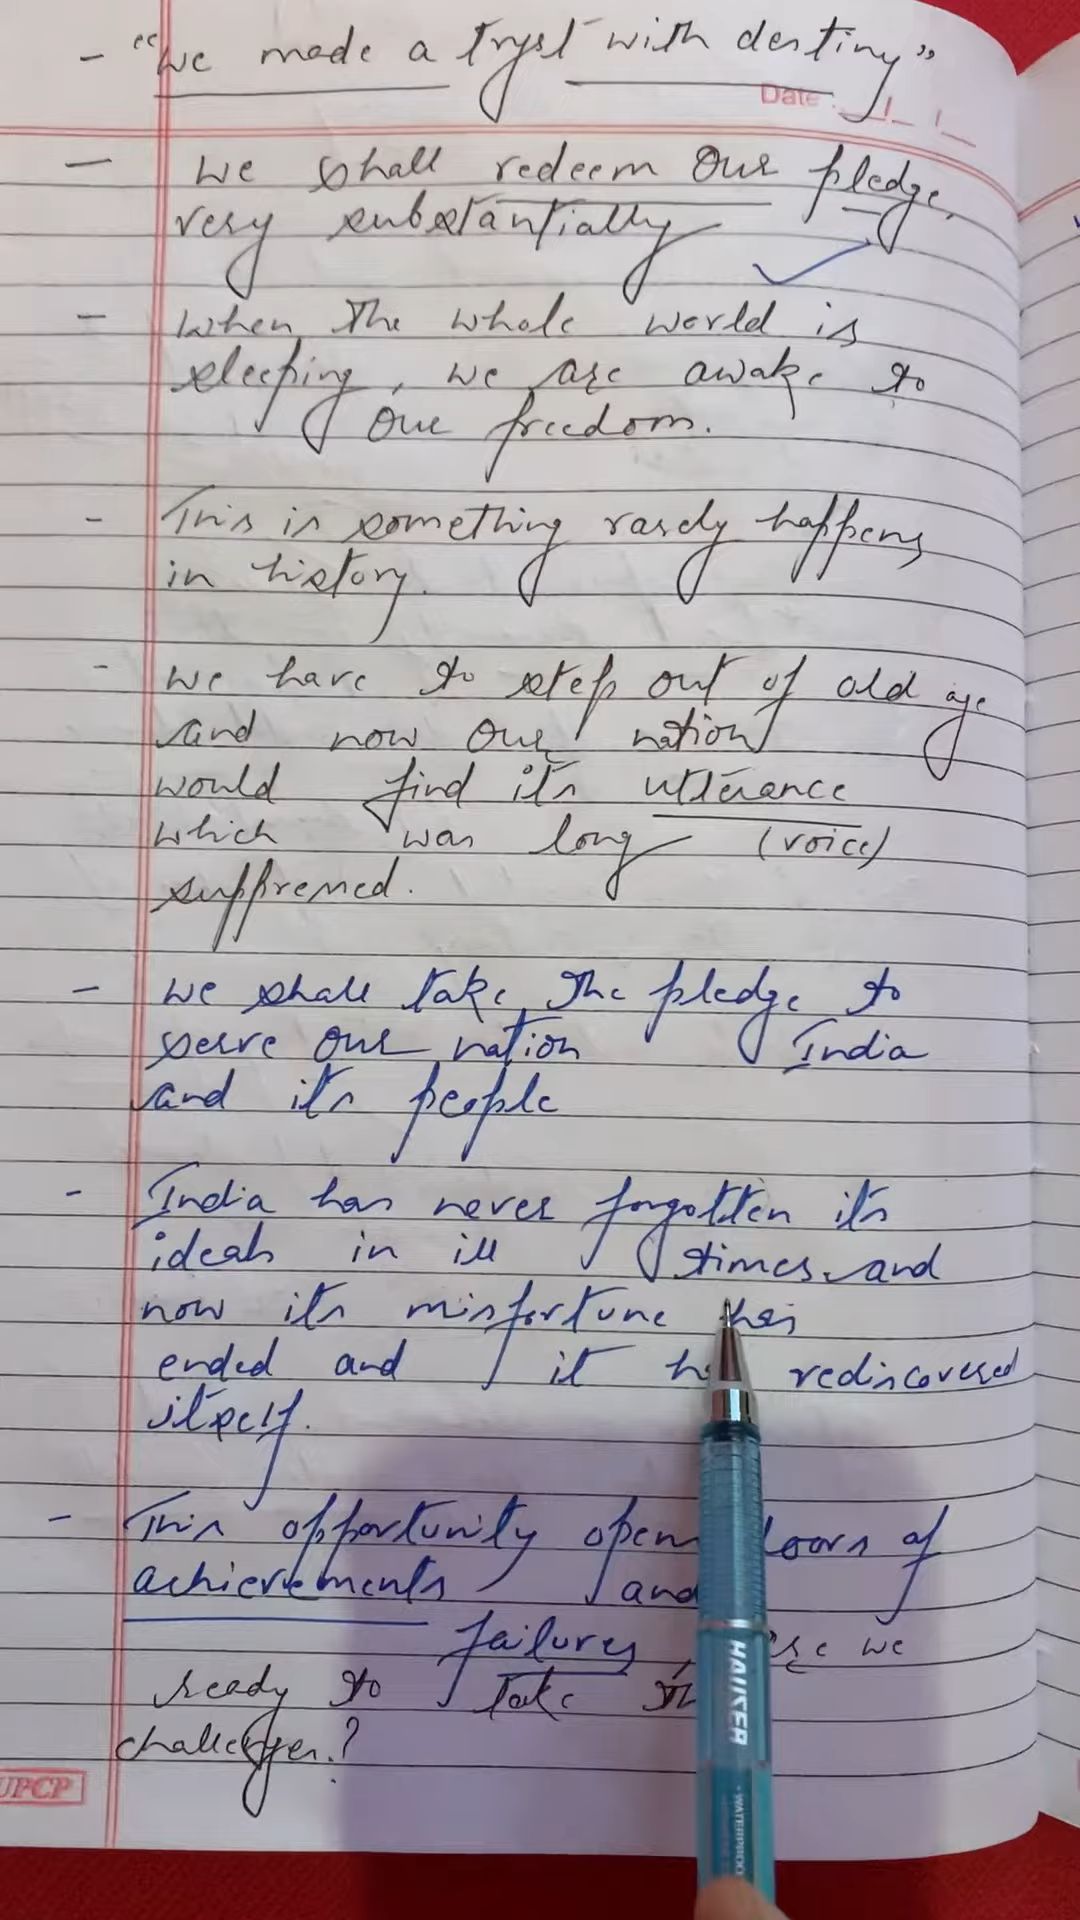 - "We made a tryst with destiny"
Date : __/__/__
- We shall redeem our pledge,
very substantially
- When the whole world is
sleeping, we are awake to
our freedom.
- This is something rarely happens
in history.
- We have to step out of old age
and now our nation
would find its utterance
which was long (voice)
suppressed.
- We shall take the pledge to
serve our nation India
and its people
- India has never forgotten its
ideals in ill times and
now its misfortune has
ended and it rediscovered
itself.
- This opportunity opens doors of
achievements and
failures, are we
ready to take
challenges?
UPCP
HAUSER